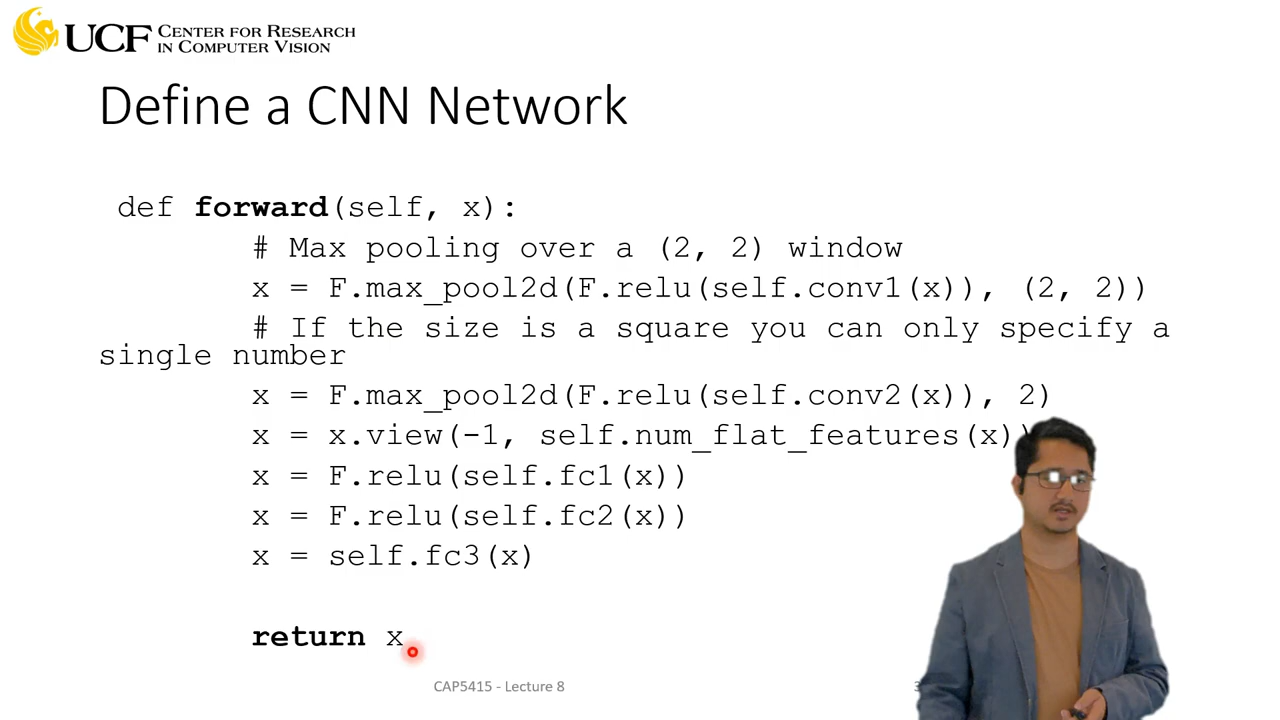 UCF CENTER FOR RESEARCH
IN COMPUTER VISION
Define a CNN Network
def forward(self, x):
# Max pooling over a (2, 2) window
x = F.max_pool2d(F.relu(self.conv1(x)), (2, 2))
# If the size is a square you can only specify a
single number
x = F.max_pool2d(F.relu(self.conv2(x)), 2)
x = x.view(-1, self.num_flat_features(x))
x = F.relu(self.fc1(x))
x = F.relu(self.fc2(x))
x = self.fc3(x)
return x
CAP5415 - Lecture 8